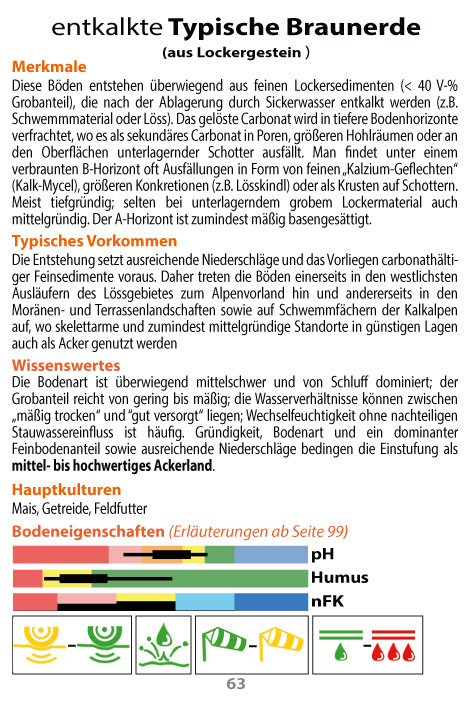 entkalkte Typische Braunerde
(aus Lockergestein )
Merkmale
Diese Böden entstehen überwiegend aus feinen Lockersedimenten (< 40 V-%
Grobanteil), die nach der Ablagerung durch Sickerwasser entkalkt werden (z.B.
Schwemmmaterial oder Löss). Das gelöste Carbonat wird in tiefere Bodenhorizonte
verfrachtet, wo es als sekundäres Carbonat in Poren, größeren Hohlräumen oder an
den Oberflächen unterlagernder Schotter ausfällt. Man findet unter einem
verbraunten B-Horizont oft Ausfällungen in Form von feinen „Kalzium-Geflechten“
(Kalk-Mycel), größeren Konkretionen (z.B. Lösskindl) oder als Krusten auf Schottern.
Meist tiefgründig; selten bei unterlagerndem grobem Lockermaterial auch
mittelgründig. Der A-Horizont ist zumindest mäßig basengesättigt.
Typisches Vorkommen
Die Entstehung setzt ausreichende Niederschläge und das Vorliegen carbonathälti-
ger Feinsedimente voraus. Daher treten die Böden einerseits in den westlichsten
Ausläufern des Lössgebietes zum Alpenvorland hin und andererseits in den
Moränen- und Terrassenlandschaften sowie auf Schwemmfächern der Kalkalpen
auf, wo skelettarme und zumindest mittelgründige Standorte in günstigen Lagen
auch als Acker genutzt werden
Wissenswertes
Die Bodenart ist überwiegend mittelschwer und von Schluff dominiert; der
Grobanteil reicht von gering bis mäßig; die Wasserverhältnisse können zwischen
„mäßig trocken“ und “gut versorgt“ liegen; Wechselfeuchtigkeit ohne nachteiligen
Stauwassereinfluss ist häufig. Gründigkeit, Bodenart und ein dominanter
Feinbodenanteil sowie ausreichende Niederschläge bedingen die Einstufung als
mittel- bis hochwertiges Ackerland.
Hauptkulturen
Mais, Getreide, Feldfutter
Bodeneigenschaften (Erläuterungen ab Seite 99)
pH
Humus
nFK
63